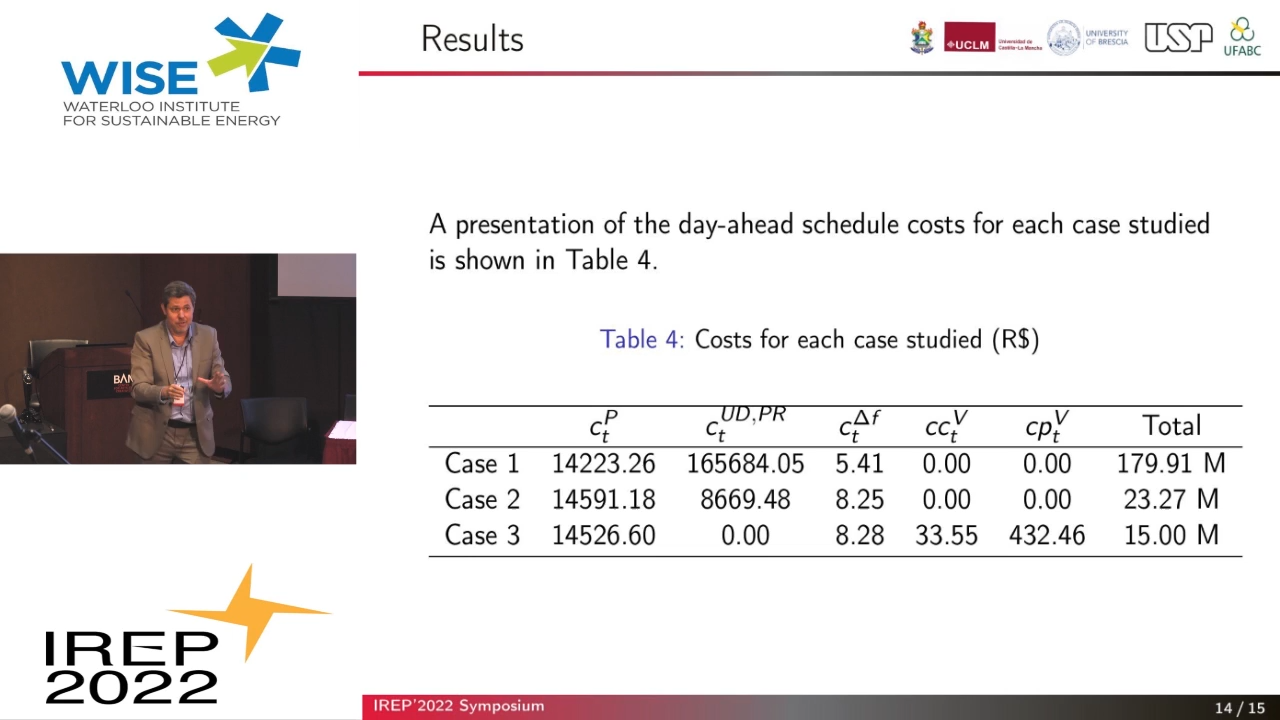 WISE
WATERLOO INSTITUTE
FOR SUSTAINABLE ENERGY
Results
UCLM
Universidad de
Castilla-La Mancha
UNIVERSITY
OF BRESCIA
USP
UFABC
A presentation of the day-ahead schedule costs for each case studied
is shown in Table 4.
Table 4: Costs for each case studied (R$)
c_t^P c_t^{UD,PR} c_t^{Δf} cc_t^V cp_t^V Total
Case 1 14223.26 165684.05 5.41 0.00 0.00 179.91 M
Case 2 14591.18 8669.48 8.25 0.00 0.00 23.27 M
Case 3 14526.60 0.00 8.28 33.55 432.46 15.00 M
BAN
IREP
2022
IREP'2022 Symposium
14 / 15